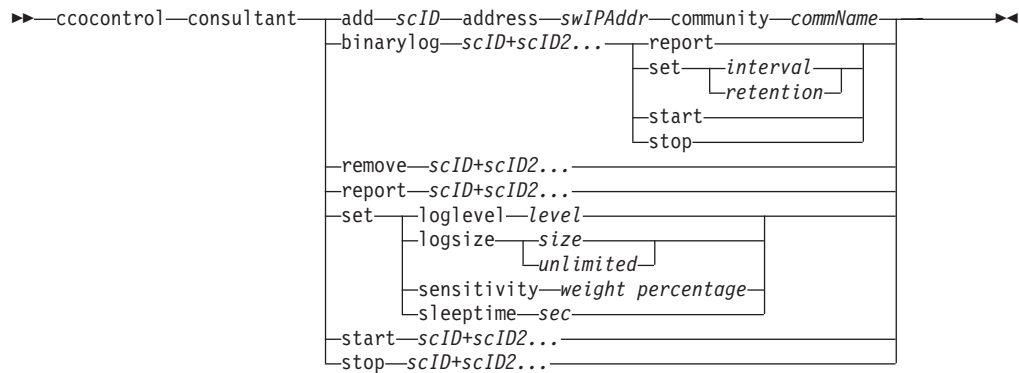 ccocontrol consultant add scID address swIPAddr community commName
binarylog scID+scID2... report
set interval
retention
start
stop
remove scID+scID2...
report scID+scID2...
set loglevel level
logsize size
unlimited
sensitivity weight percentage
sleeptime sec
start scID+scID2...
stop scID+scID2...